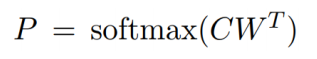 P = softmax(CW^T)